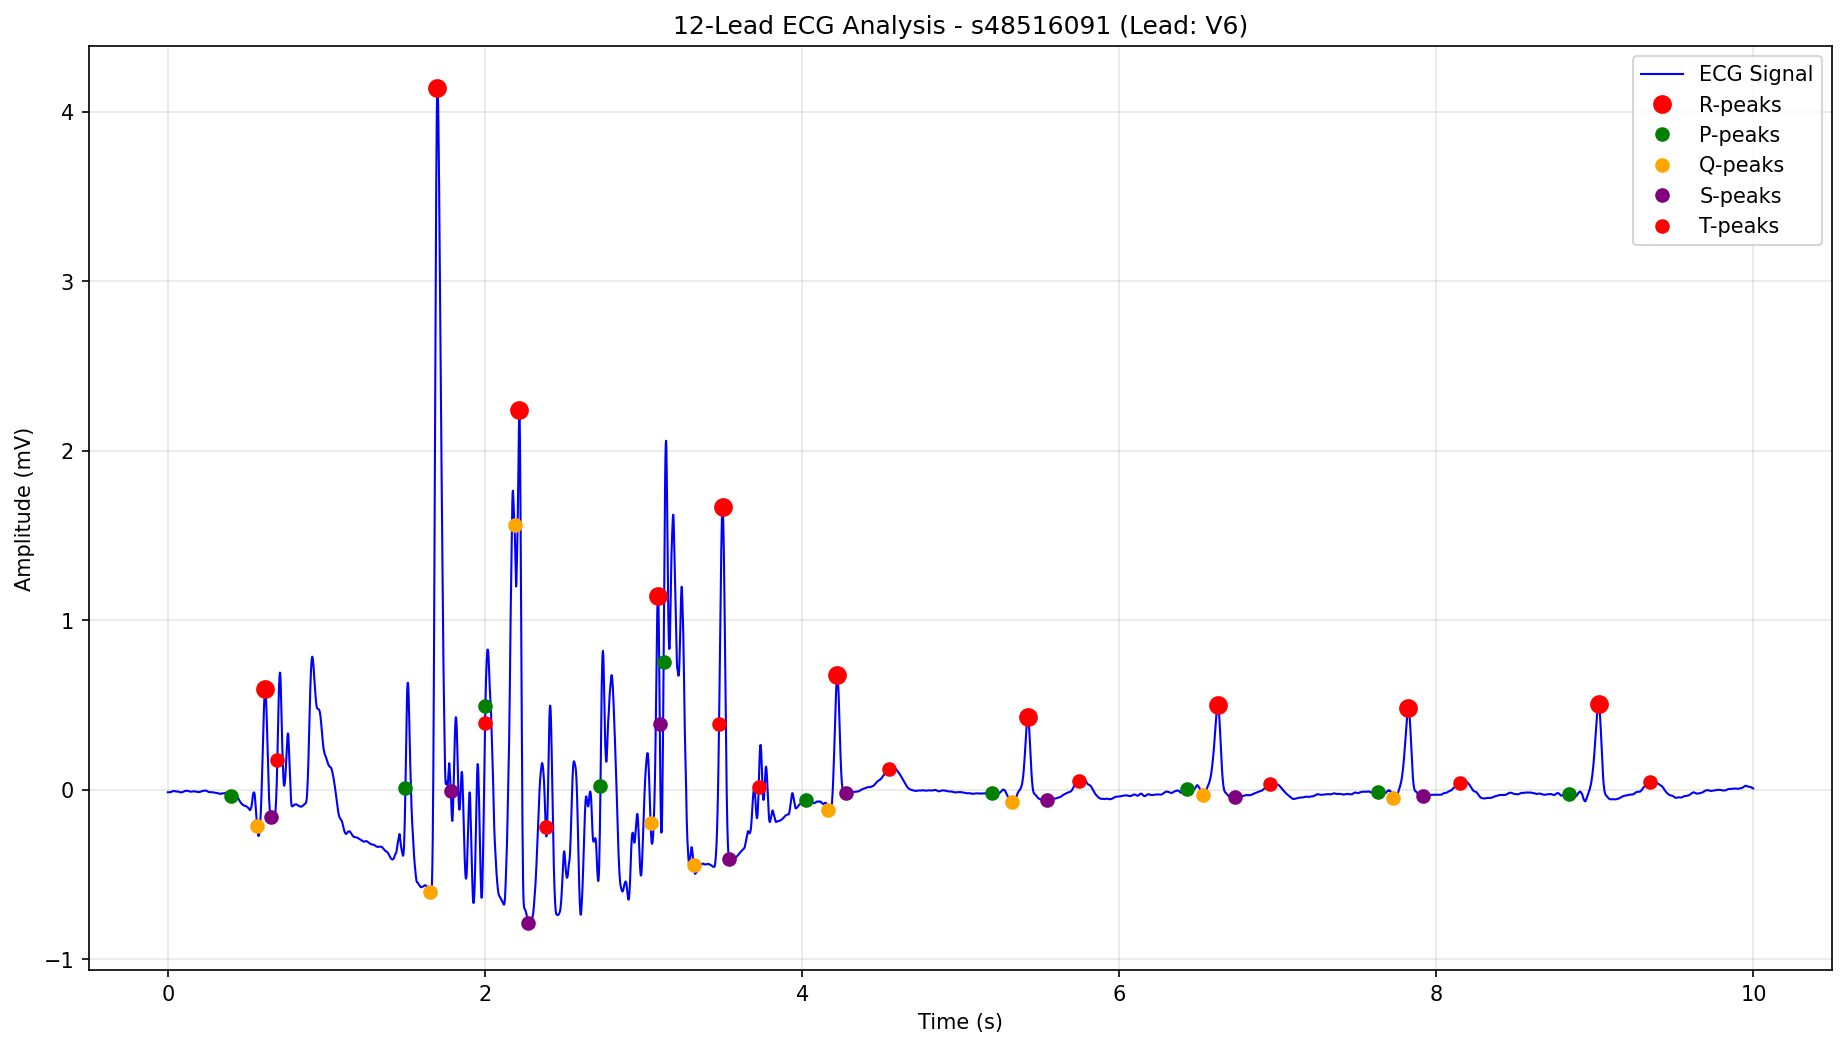 12-Lead ECG Analysis - s48516091 (Lead: V6)
ECG Signal
R-peaks
P-peaks
Q-peaks
S-peaks
T-peaks
Amplitude (mV)
4
3
2
1
0
−1
0 2 4 6 8 10
Time (s)